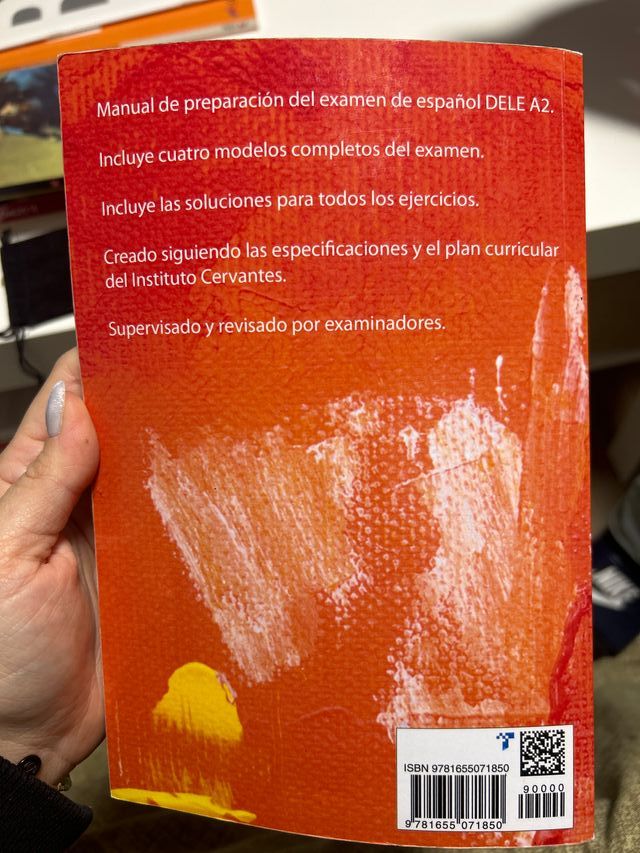 Manual de preparación del examen de español DELE A2.
Incluye cuatro modelos completos del examen.
Incluye las soluciones para todos los ejercicios.
Creado siguiendo las especificaciones y el plan curricular
del Instituto Cervantes.
Supervisado y revisado por examinadores.
ISBN 9781655071850
90000
9 781655 071850